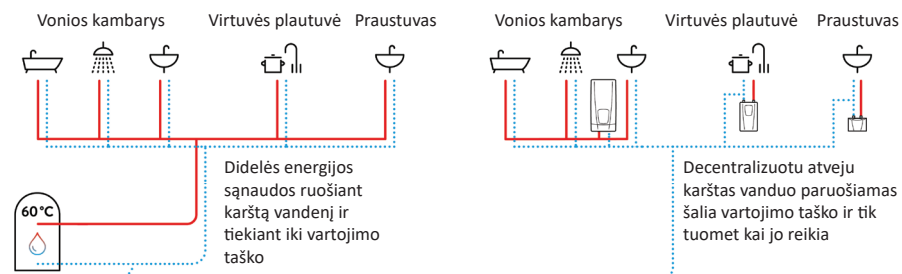 Vonios kambarys
Virtuvės plautuvė
Praustuvas
60°C
Didelės energijos
sąnaudos ruošiant
karštą vandenį ir
tiekiant iki vartojimo
taško
Vonios kambarys
Virtuvės plautuvė
Praustuvas
Decentralizuotu atveju
karštas vanduo paruošiamas
šalia vartojimo taško ir tik
tuomet kai jo reikia